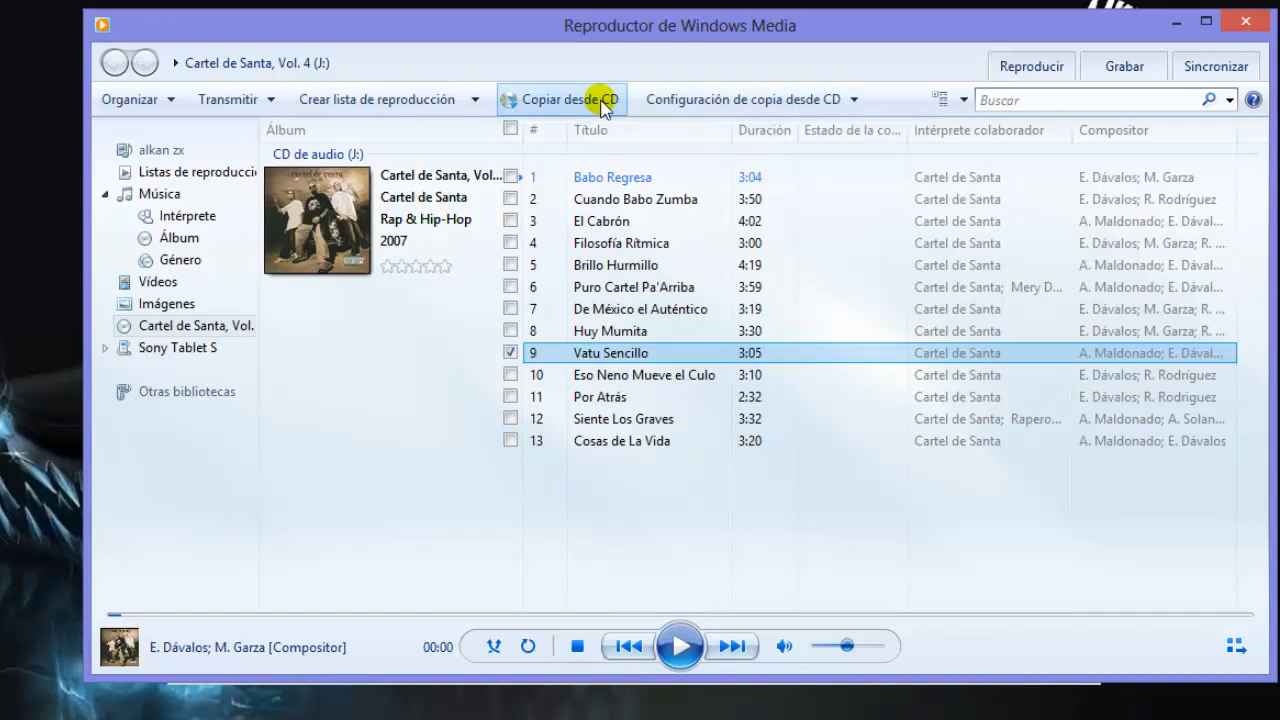 Reproductor de Windows Media
Cartel de Santa, Vol. 4 (J:)
Reproducir Grabar Sincronizar
Organizar Transmitir Crear lista de reproducción Copiar desde CD Configuración de copia desde CD Buscar
Álbum # Título Duración Estado de la co... Intérprete colaborador Compositor
alkan zx
Listas de reproducci
Música
Intérprete
Álbum
Género
Vídeos
Imágenes
Cartel de Santa, Vol.
Sony Tablet S
Otras bibliotecas
CD de audio (J:)
Cartel de Santa, Vol...
Cartel de Santa
Rap & Hip-Hop
2007
1 Babo Regresa 3:04 Cartel de Santa E. Dávalos; M. Garza
2 Cuando Babo Zumba 3:50 Cartel de Santa E. Dávalos; R. Rodríguez
3 El Cabrón 4:02 Cartel de Santa A. Maldonado; E. Dával...
4 Filosofía Rítmica 3:00 Cartel de Santa E. Dávalos; M. Garza; R. ...
5 Brillo Hurmillo 4:19 Cartel de Santa A. Maldonado; E. Dával...
6 Puro Cartel Pa'Arriba 3:59 Cartel de Santa; Mery D... E. Dávalos; M. Garza; R. ...
7 De México el Auténtico 3:19 Cartel de Santa E. Dávalos; M. Garza; R. ...
8 Huy Mumita 3:30 Cartel de Santa E. Dávalos; M. Garza; R. ...
9 Vatu Sencillo 3:05 Cartel de Santa A. Maldonado; E. Dával...
10 Eso Neno Mueve el Culo 3:10 Cartel de Santa E. Dávalos; R. Rodríguez
11 Por Atrás 2:32 Cartel de Santa E. Dávalos; R. Rodriguez
12 Siente Los Graves 3:32 Cartel de Santa; Rapero... A. Maldonado; A. Solan...
13 Cosas de La Vida 3:20 Cartel de Santa A. Maldonado; E. Dávalos
E. Dávalos; M. Garza [Compositor] 00:00